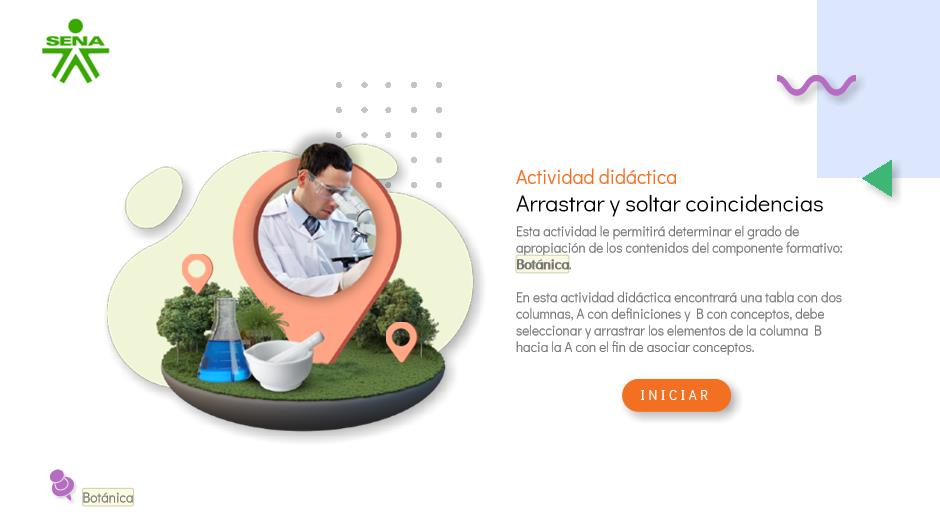 SENA
Actividad didáctica
Arrastrar y soltar coincidencias
Esta actividad le permitirá determinar el grado de
apropiación de los contenidos del componente formativo:
Botánica.
En esta actividad didáctica encontrará una tabla con dos
columnas, A con definiciones y B con conceptos, debe
seleccionar y arrastrar los elementos de la columna B
hacia la A con el fin de asociar conceptos.
INICIAR
Botánica